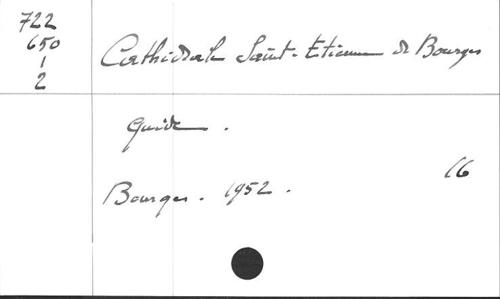 722
650
1
2
Cathédrale Saint-Etienne de Bourges
Guide.
16
Bourges. 1952.